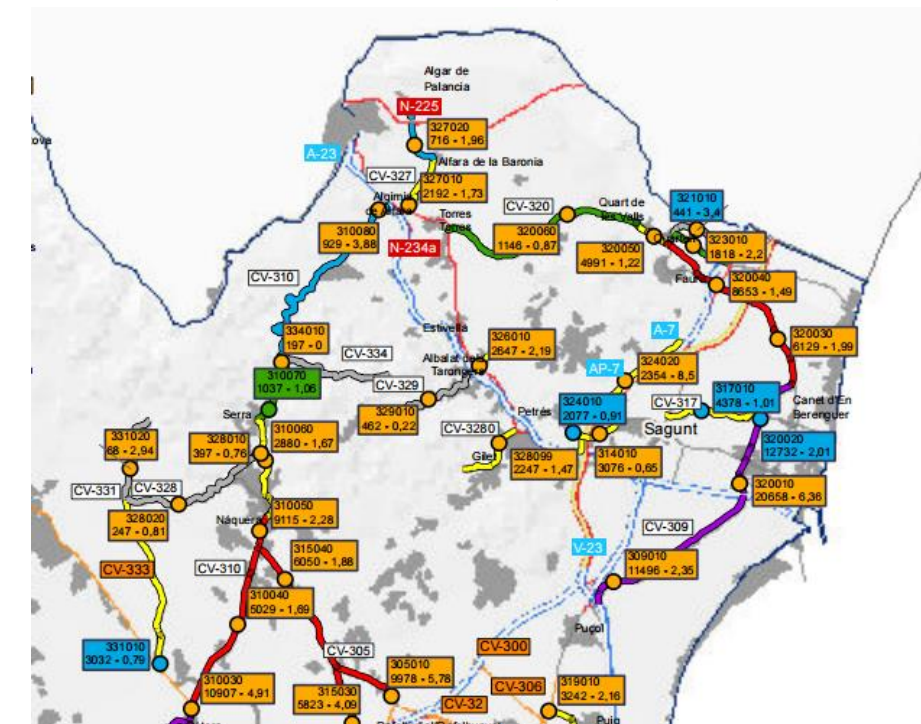 Algar de
Palancia
N-225
327020
716 - 1,96
A-23
Alfara de la Baronia
CV-327
327010
2192 - 1,73
Torres
Torres
CV-320
Quart de
les Valls
321010
441 - 3,4
310080
929 - 3,88
N-234a
320060
1146 - 0,87
320050
4991 - 1,22
323010
1818 - 2,2
CV-310
320040
8653 - 1,49
334010
197 - 0
Estivella
A-7
320030
6129 - 1,99
CV-334
326010
2647 - 2,19
Albalat dels
Tarongers
AP-7
324020
2354 - 8,5
310070
1037 - 1,06
CV-329
317010
4378 - 1,01
Canet d'En
Berenguer
Serra
329010
462 - 0,22
Petrés
324010
2077 - 0,91
CV-317
Sagunt
CV-3280
310060
2880 - 1,67
328010
397 - 0,76
331020
68 - 2,94
Gilet
328099
2247 - 1,47
314010
3076 - 0,65
320020
12732 - 2,01
CV-331
CV-328
320010
20658 - 6,36
310050
9115 - 2,28
328020
247 - 0,81
Náquera
CV-309
315040
6050 - 1,88
V-23
309010
11496 - 2,35
CV-333
CV-310
310040
5029 - 1,69
Puçol
331010
3032 - 0,79
CV-305
CV-300
305010
9978 - 5,78
310030
10907 - 4,91
315030
5823 - 4,09
CV-32
CV-306
319010
3242 - 2,16
Puig